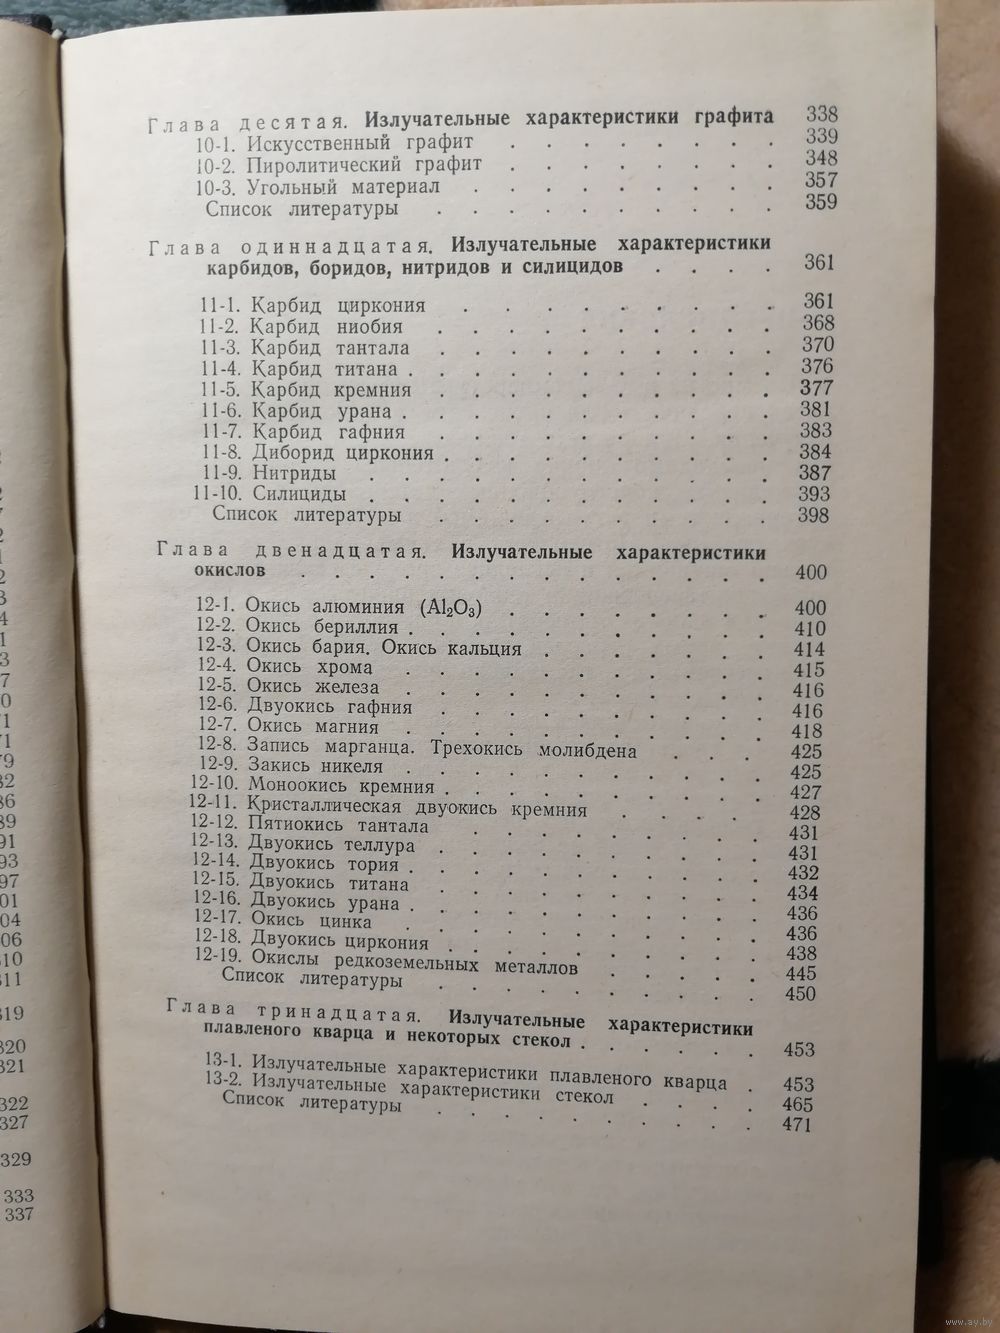 Глава десятая. Излучательные характеристики графита 338
10-1. Искусственный графит . . . . . . . . 339
10-2. Пиролитический графит . . . . . . . . 348
10-3. Угольный материал . . . . . . . . . 357
Список литературы . . . . . . . . . . 359
Глава одиннадцатая. Излучательные характеристики
карбидов, боридов, нитридов и силицидов . . . . 361
11-1. Карбид циркония . . . . . . . . . 361
11-2. Карбид ниобия . . . . . . . . . . 368
11-3. Карбид тантала . . . . . . . . . . 370
11-4. Карбид титана . . . . . . . . . . . 376
11-5. Карбид кремния . . . . . . . . . . 377
11-6. Карбид урана . . . . . . . . . . . 381
11-7. Карбид гафния . . . . . . . . . . 383
11-8. Диборид циркония . . . . . . . . . . 384
11-9. Нитриды . . . . . . . . . . . . 387
11-10. Силициды . . . . . . . . . . . . 393
Список литературы . . . . . . . . . . 398
Глава двенадцатая. Излучательные характеристики
окислов . . . . . . . . . . . . . . 400
12-1. Окись алюминия (Al₂O₃) . . . . . . . . 400
12-2. Окись бериллия . . . . . . . . . . . 410
12-3. Окись бария. Окись кальция . . . . . . . 414
12-4. Окись хрома . . . . . . . . . . . 415
12-5. Окись железа . . . . . . . . . . . 416
12-6. Двуокись гафния . . . . . . . . . . 416
12-7. Окись магния . . . . . . . . . . . 418
12-8. Запись марганца. Трехокись молибдена . . . 425
12-9. Закись никеля . . . . . . . . . . . 425
12-10. Моноокись кремния . . . . . . . . . . 427
12-11. Кристаллическая двуокись кремния . . . . 428
12-12. Пятиокись тантала . . . . . . . . . 431
12-13. Двуокись теллура . . . . . . . . . . 431
12-14. Двуокись тория . . . . . . . . . . . 432
12-15. Двуокись титана . . . . . . . . . . 434
12-16. Двуокись урана . . . . . . . . . . . 436
12-17. Окись цинка . . . . . . . . . . . 436
12-18. Двуокись циркония . . . . . . . . . . 438
12-19. Окислы редкоземельных металлов . . . . . 445
Список литературы . . . . . . . . . . 450
Глава тринадцатая. Излучательные характеристики
плавленого кварца и некоторых стекол . . . . . . 453
13-1. Излучательные характеристики плавленого кварца . 453
13-2. Излучательные характеристики стекол . . . . 465
Список литературы . . . . . . . . . . 471
319
320
321
322
327
329
333
337
www.ay.by